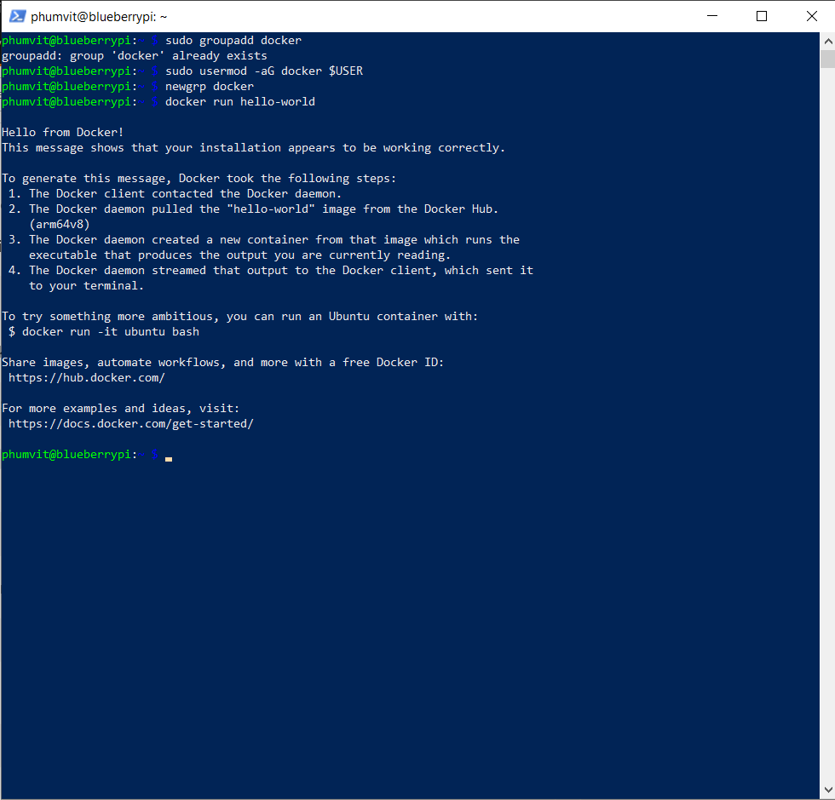 phumvit@blueberrypi: ~
phumvit@blueberrypi:~ $ sudo groupadd docker
groupadd: group 'docker' already exists
phumvit@blueberrypi:~ $ sudo usermod -aG docker $USER
phumvit@blueberrypi:~ $ newgrp docker
phumvit@blueberrypi:~ $ docker run hello-world
Hello from Docker!
This message shows that your installation appears to be working correctly.
To generate this message, Docker took the following steps:
1. The Docker client contacted the Docker daemon.
2. The Docker daemon pulled the "hello-world" image from the Docker Hub.
(arm64v8)
3. The Docker daemon created a new container from that image which runs the
executable that produces the output you are currently reading.
4. The Docker daemon streamed that output to the Docker client, which sent it
to your terminal.
To try something more ambitious, you can run an Ubuntu container with:
$ docker run -it ubuntu bash
Share images, automate workflows, and more with a free Docker ID:
https://hub.docker.com/
For more examples and ideas, visit:
https://docs.docker.com/get-started/
phumvit@blueberrypi:~ $